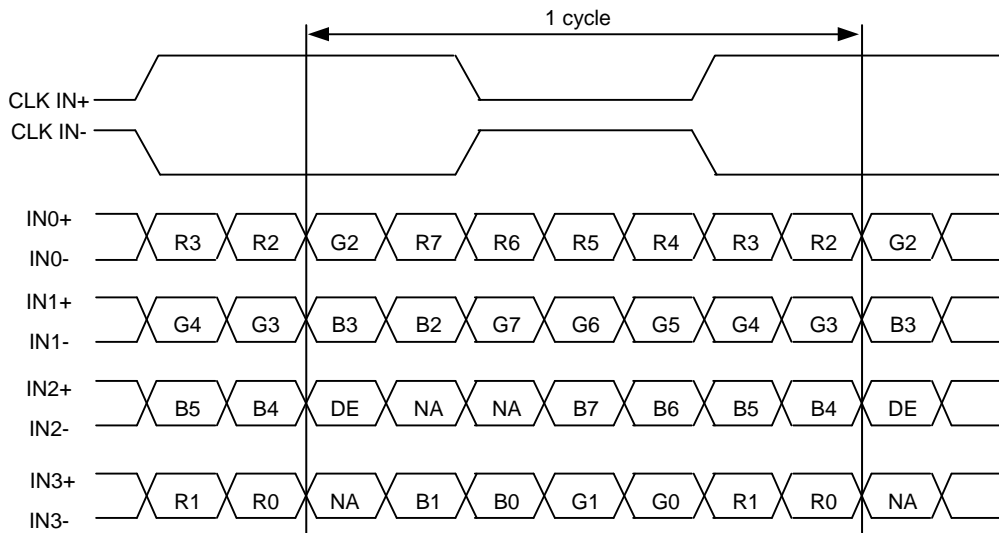 1 cycle
CLK IN+
CLK IN-
IN0+
R3 R2 G2 R7 R6 R5 R4 R3 R2 G2
IN0-
IN1+
G4 G3 B3 B2 G7 G6 G5 G4 G3 B3
IN1-
IN2+
B5 B4 DE NA NA B7 B6 B5 B4 DE
IN2-
IN3+
R1 R0 NA B1 B0 G1 G0 R1 R0 NA
IN3-